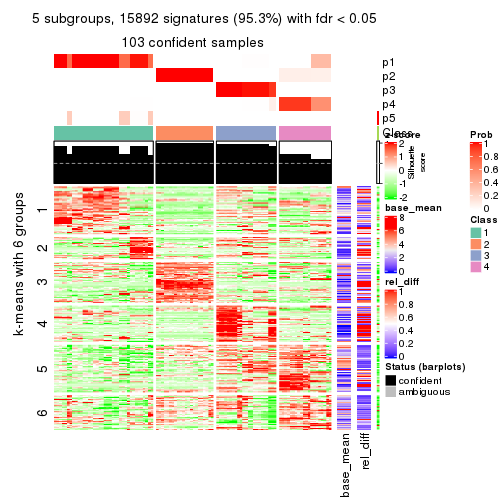 5 subgroups, 15892 signatures (95.3%) with fdr < 0.05
103 confident samples
p1
p2
p3
p4
p5
Class
k-means with 6 groups
1
2
3
4
5
6
Silhouette
score
base_mean
rel_diff
z-score
2
1
0
-1
-2
base_mean
8
6
4
2
0
rel_diff
1
0.8
0.6
0.4
0.2
0
Status (barplots)
confident
ambiguous
Prob
1
0.8
0.6
0.4
0.2
0
Class
1
2
3
4